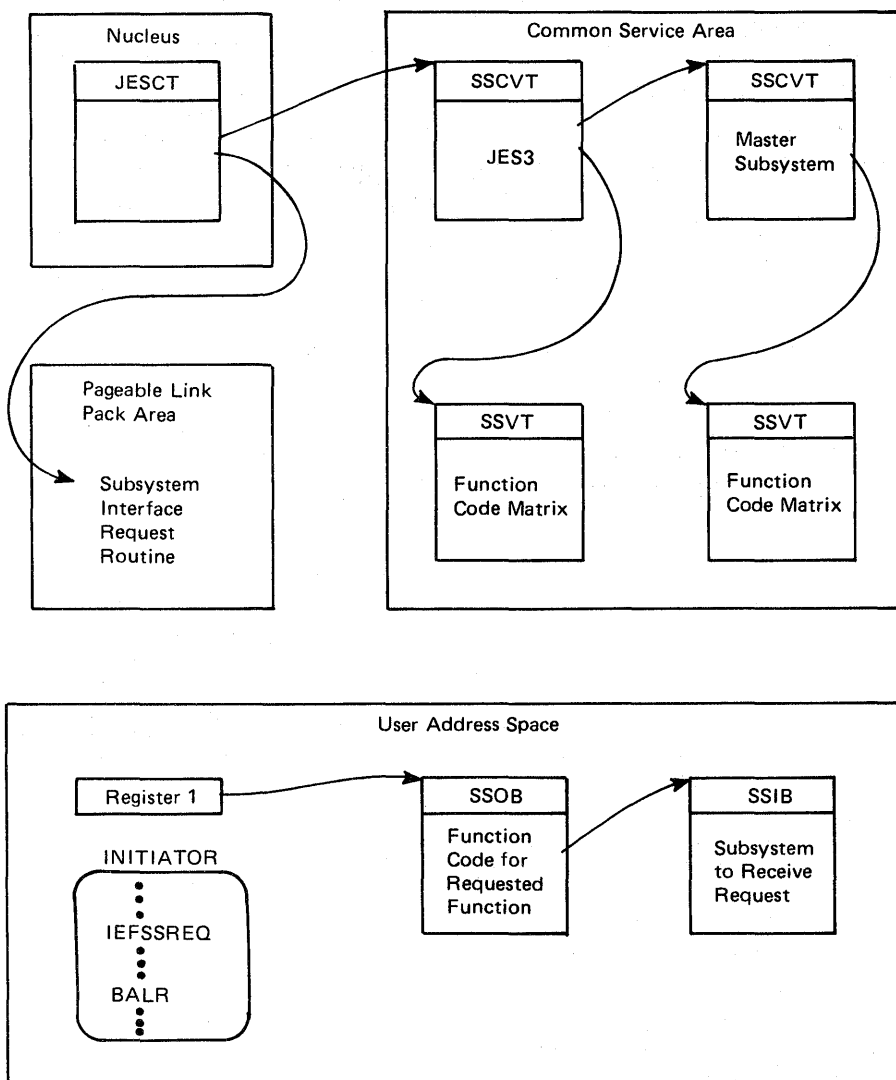 Nucleus
JESCT
Common Service Area
SSCVT
JES3
SSCVT
Master
Subsystem
Pageable Link
Pack Area
Subsystem
Interface
Request
Routine
SSVT
Function
Code Matrix
SSVT
Function
Code Matrix
User Address Space
Register 1
INITIATOR
IEFSSREQ
BALR
SSOB
Function
Code for
Requested
Function
SSIB
Subsystem
to Receive
Request